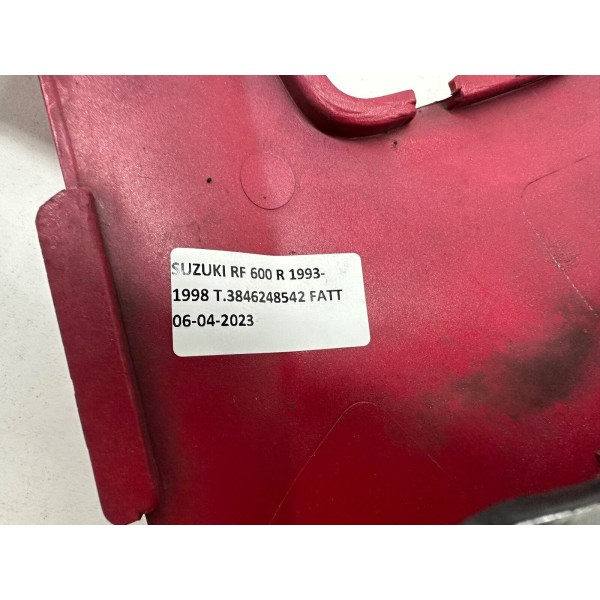 SUZUKI RF 600 R 1993-
1998 T.3846248542 FATT
06-04-2023